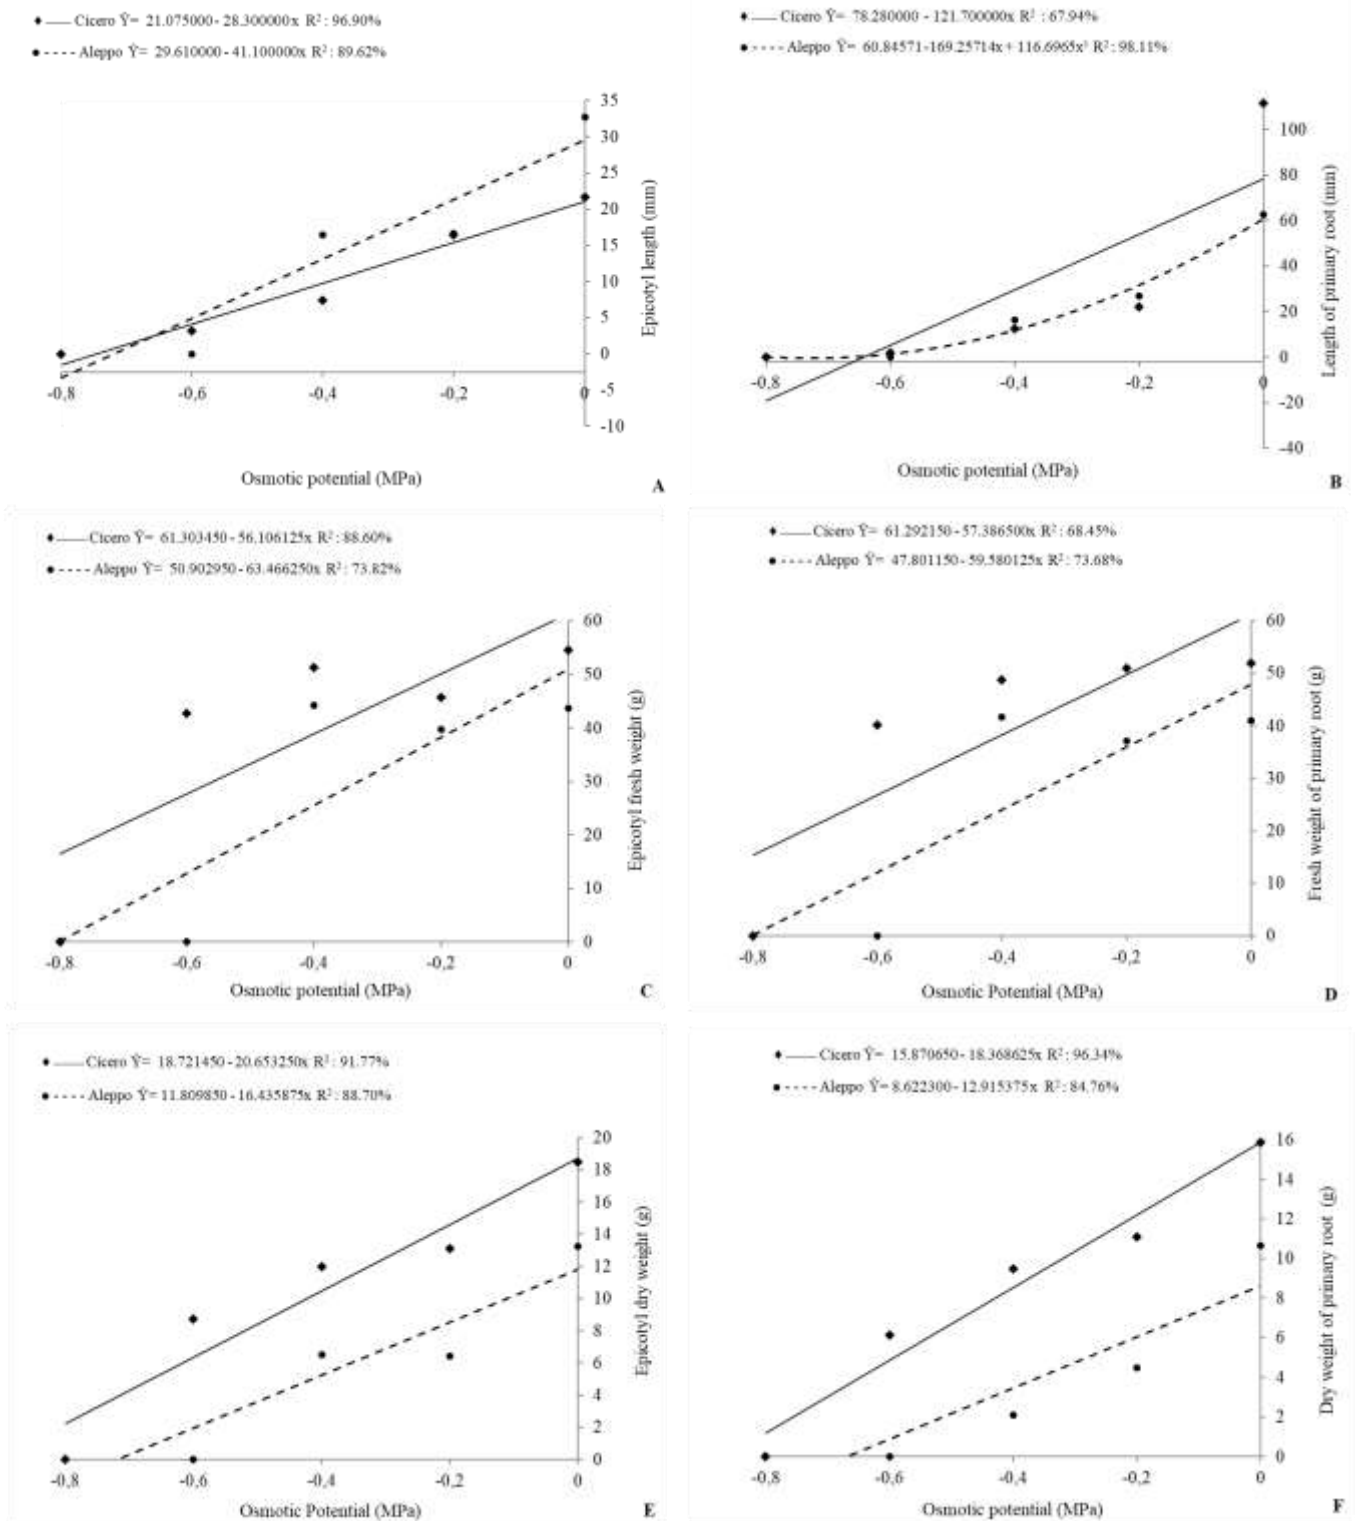 Cicero Ŷ= 21.075000 - 28.300000x R²: 96.90%
Aleppo Ŷ= 29.610000 - 41.100000x R²: 89.62%
35
30
25
20
15
10
5
0
-5
-10
Epicotyl length (mm)
-0,8 -0,6 -0,4 -0,2 0
Osmotic potential (MPa)
A
Cicero Ŷ= 78.280000 - 121.700000x R²: 67.94%
Aleppo Ŷ= 60.84571-169.25714x+ 116.6965x² R²: 98.11%
100
80
60
40
20
0
-20
-40
Length of primary root (mm)
-0,8 -0,6 -0,4 -0,2 0
Osmotic potential (MPa)
B
Cicero Ŷ= 61.303450 - 56.106125x R²: 88.60%
Aleppo Ŷ= 50.902950 - 63.466250x R²: 73.82%
60
50
40
30
20
10
0
Epicotyl fresh weight (g)
-0,8 -0,6 -0,4 -0,2 0
Osmotic potential (MPa)
C
Cicero Ŷ= 61.292150 - 57.386500x R²: 68.45%
Aleppo Ŷ= 47.801150 - 59.580125x R²: 73.68%
60
50
40
30
20
10
0
Fresh weight of primary root (g)
-0,8 -0,6 -0,4 -0,2 0
Osmotic Potential (MPa)
D
Cicero Ŷ= 18.721450 - 20.653250x R²: 91.77%
Aleppo Ŷ= 11.809850 - 16.435875x R²: 88.70%
20
18
16
14
12
10
8
6
4
2
0
Epicotyl dry weight (g)
-0,8 -0,6 -0,4 -0,2 0
Osmotic Potential (MPa)
E
Cicero Ŷ= 15.870650 - 18.368625x R²: 96.34%
Aleppo Ŷ= 8.622300 - 12.915375x R²: 84.76%
16
14
12
10
8
6
4
2
0
Dry weight of primary root (g)
-0,8 -0,6 -0,4 -0,2 0
Osmotic potential (MPa)
F